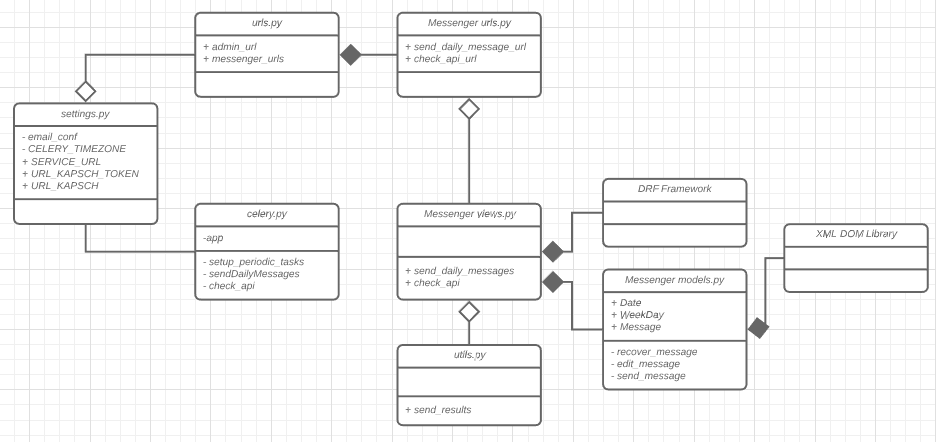 urls.py
+ admin_url
+ messenger_urls
Messenger urls.py
+ send_daily_message_url
+ check_api_url
settings.py
- email_conf
- CELERY_TIMEZONE
+ SERVICE_URL
+ URL_KAPSCH_TOKEN
+ URL_KAPSCH
celery.py
-app
- setup_periodic_tasks
- sendDailyMessages
- check_api
Messenger views.py
+ send_daily_messages
+ check_api
DRF Framework
XML DOM Library
Messenger models.py
+ Date
+ WeekDay
+ Message
- recover_message
- edit_message
- send_message
utils.py
+ send_results